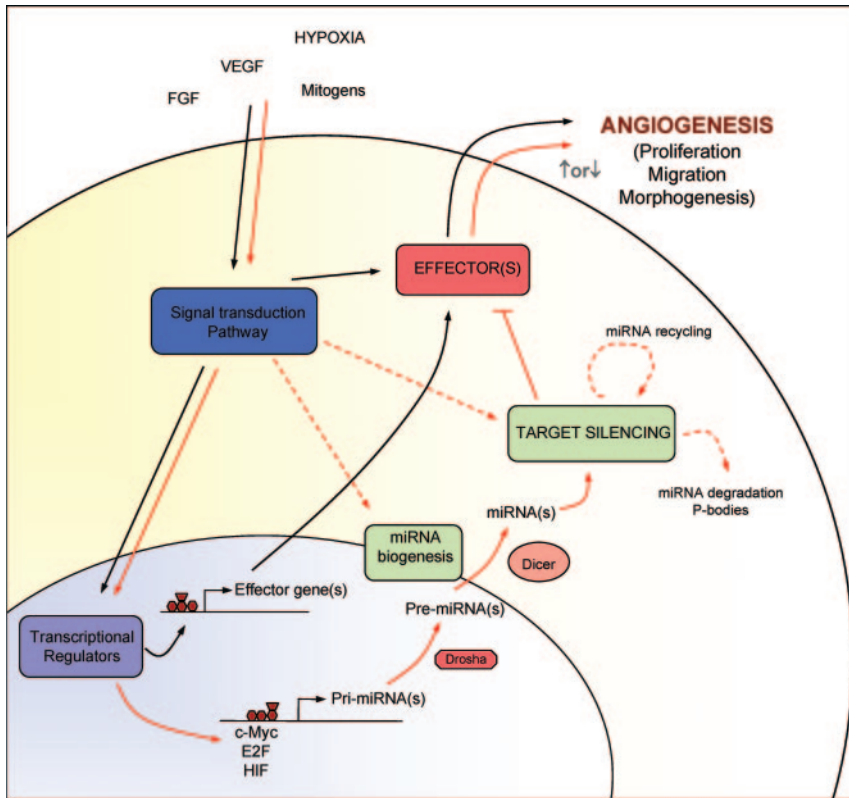 HYPOXIA
VEGF
FGF
Mitogens
ANGIOGENESIS
(Proliferation
Migration
Morphogenesis)
↑or↓
EFFECTOR(S)
Signal transduction
Pathway
miRNA recycling
TARGET SILENCING
miRNA degradation
P-bodies
miRNA(s)
miRNA
biogenesis
Dicer
Effector gene(s)
Pre-miRNA(s)
Transcriptional
Regulators
Drosha
Pri-miRNA(s)
c-Myc
E2F
HIF